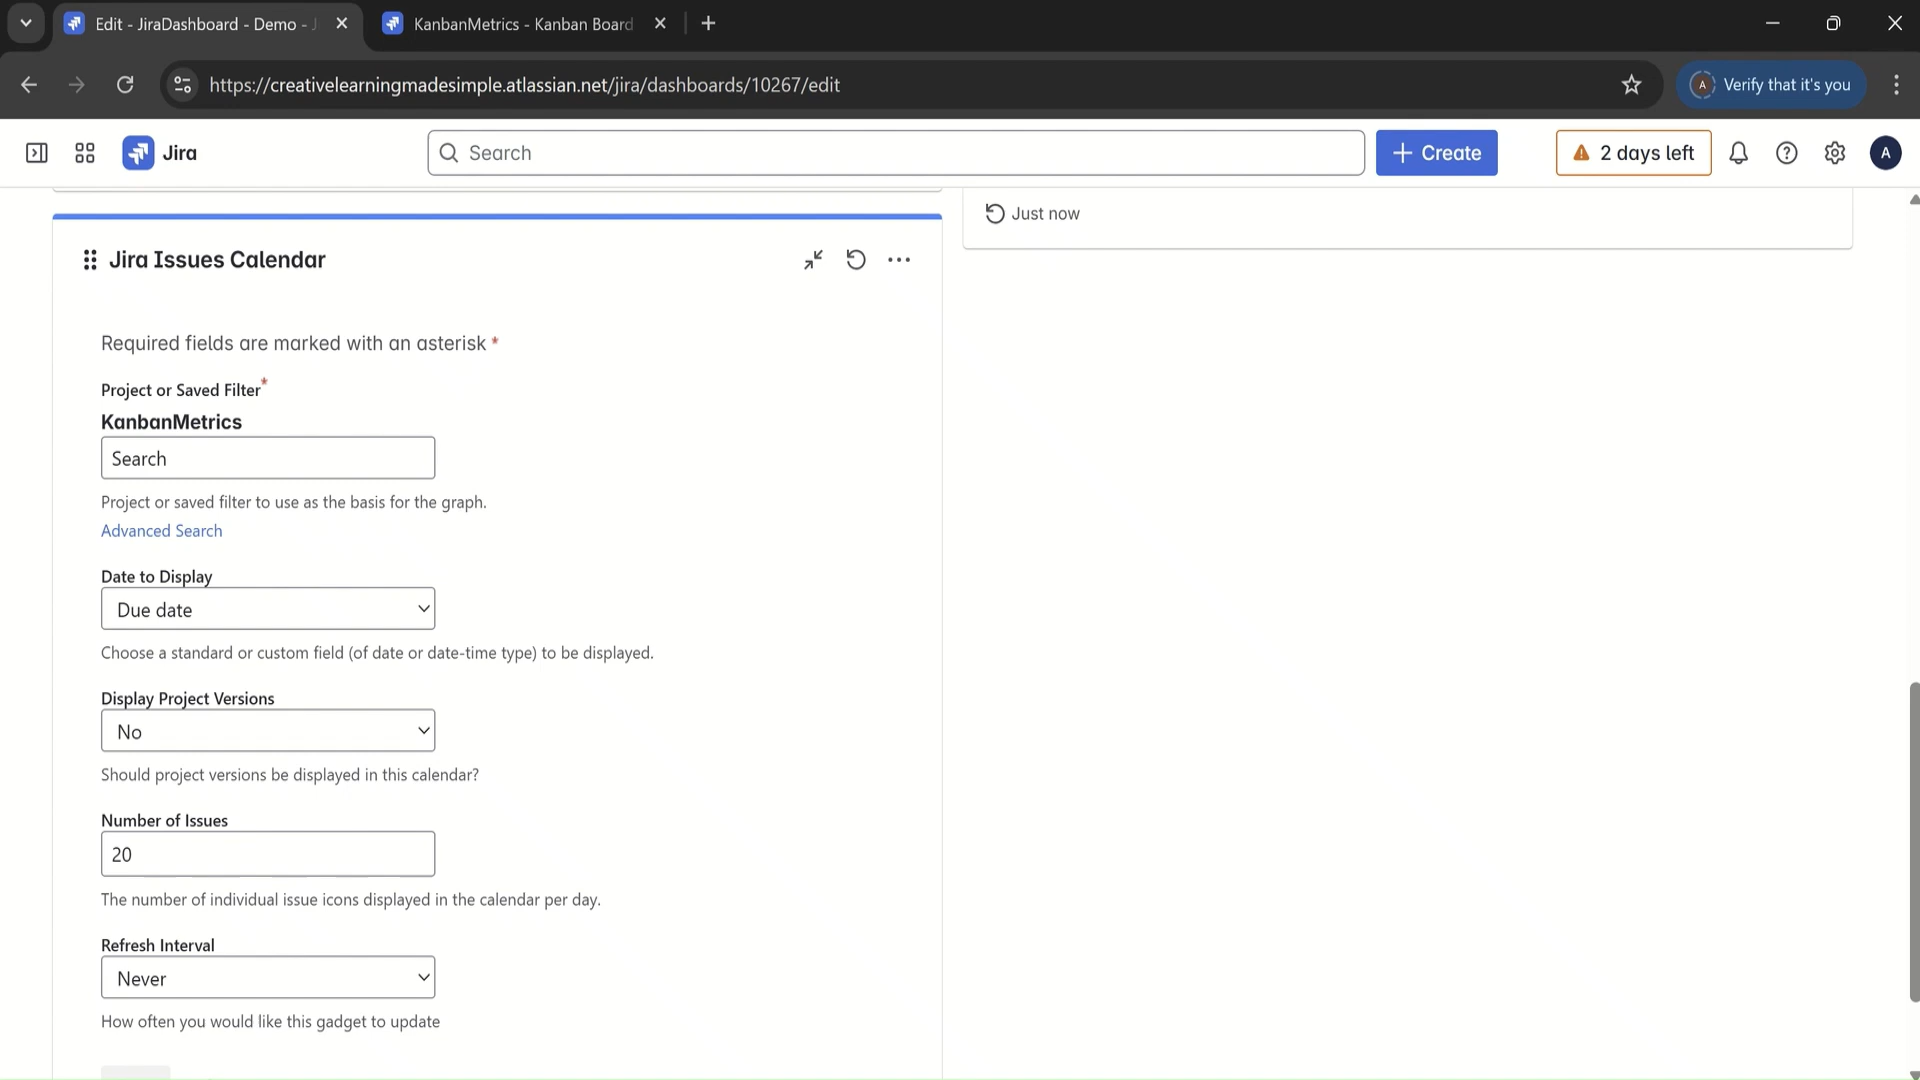 Edit - JiraDashboard - Demo - J
KanbanMetrics - Kanban Board
https://creativelearningmadesimple.atlassian.net/jira/dashboards/10267/edit
A
Verify that it's you
Jira
Search
+ Create
2 days left
A
Just now
Jira Issues Calendar
Required fields are marked with an asterisk *
Project or Saved Filter*
KanbanMetrics
Search
Project or saved filter to use as the basis for the graph.
Advanced Search
Date to Display
Due date
Choose a standard or custom field (of date or date-time type) to be displayed.
Display Project Versions
No
Should project versions be displayed in this calendar?
Number of Issues
20
The number of individual issue icons displayed in the calendar per day.
Refresh Interval
Never
How often you would like this gadget to update